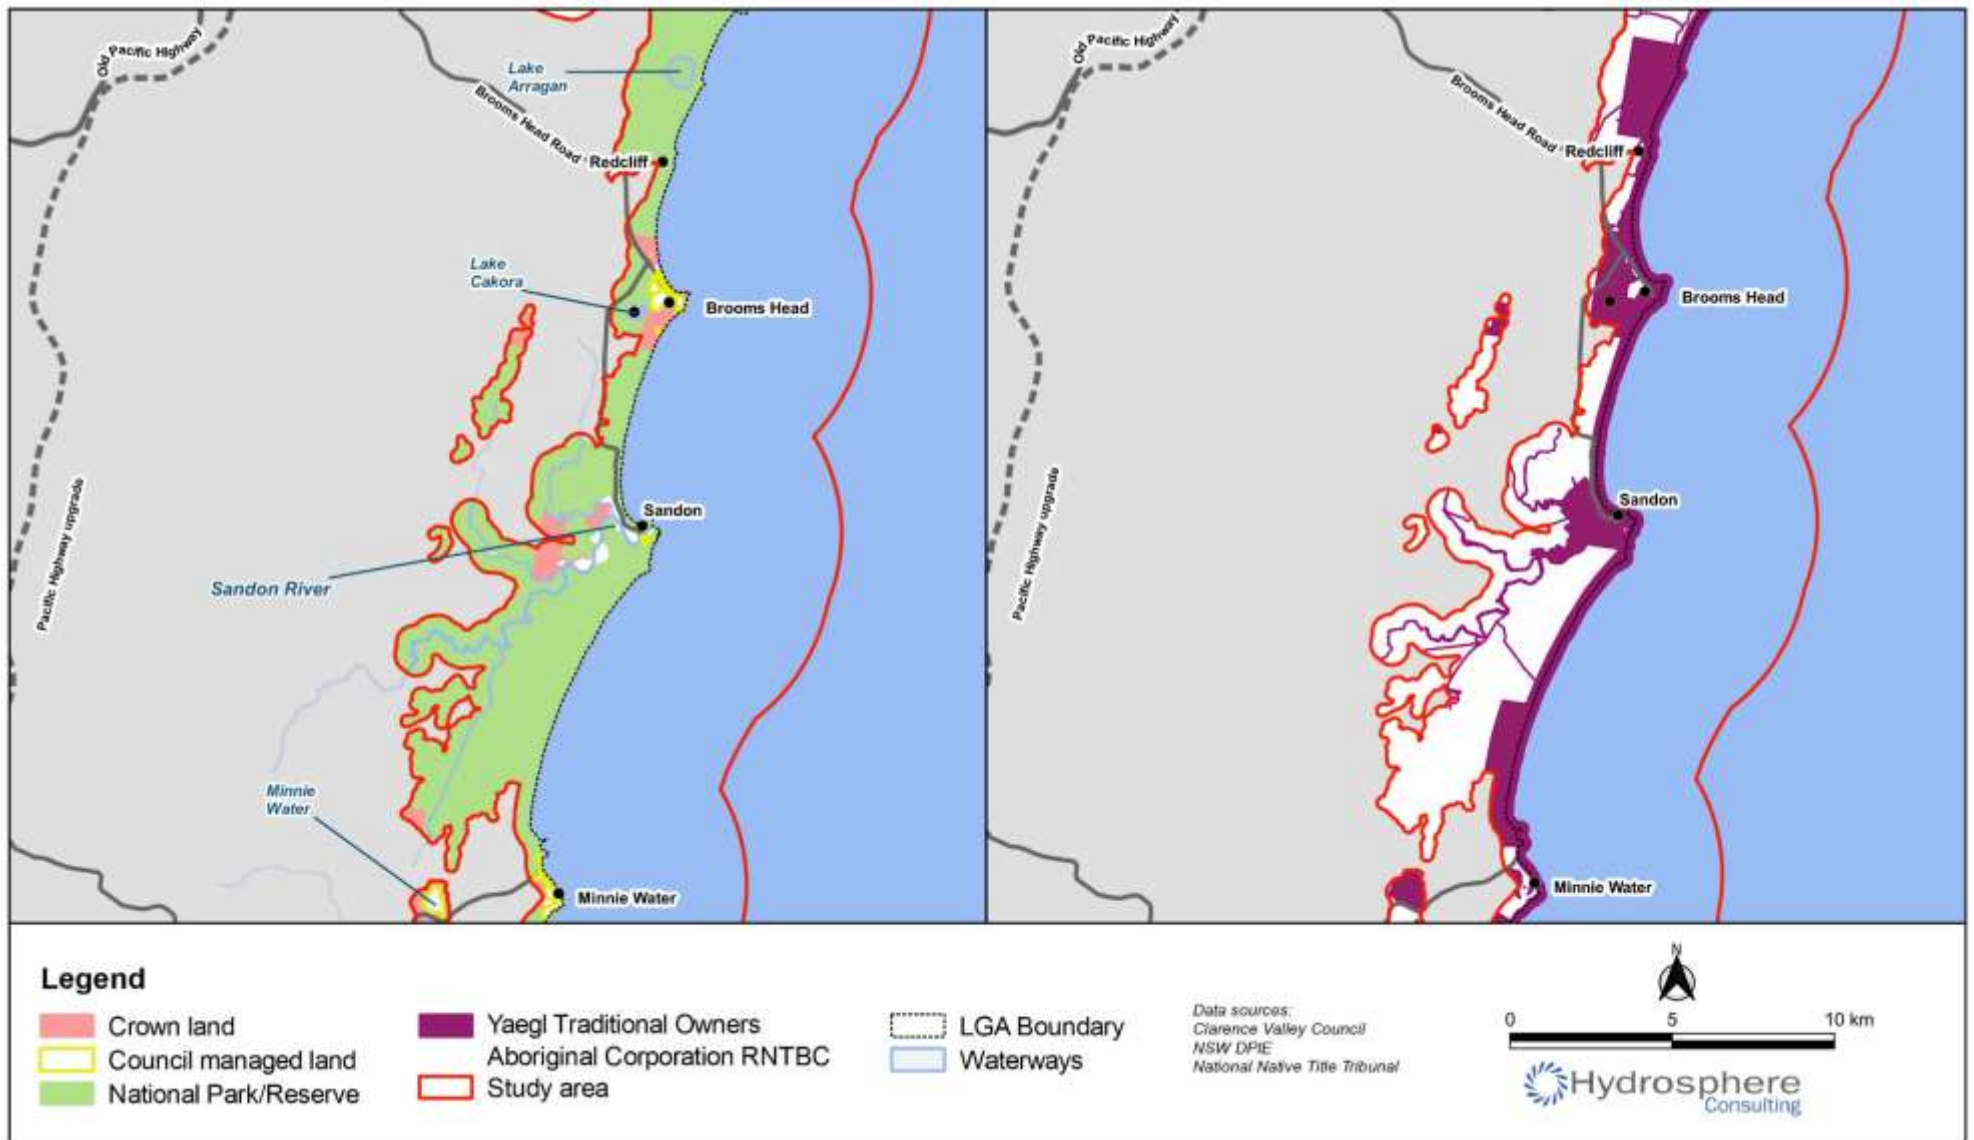 Old Pacific Highway
Lake
Arragan
Brooms Head Road
Redcliff
Lake
Cakora
Brooms Head
Sandon
Sandon River
Pacific Highway upgrade
Minnie
Water
Minnie Water
Old Pacific Highway
Brooms Head Road
Redcliff
Brooms Head
Sandon
Pacific Highway upgrade
Minnie Water
Legend
Crown land
Council managed land
National Park/Reserve
Yaegl Traditional Owners
Aboriginal Corporation RNTBC
Study area
LGA Boundary
Waterways
Data sources:
Clarence Valley Council
NSW DPIE
National Native Title Tribunal
N
0 5 10 km
Hydrosphere
Consulting